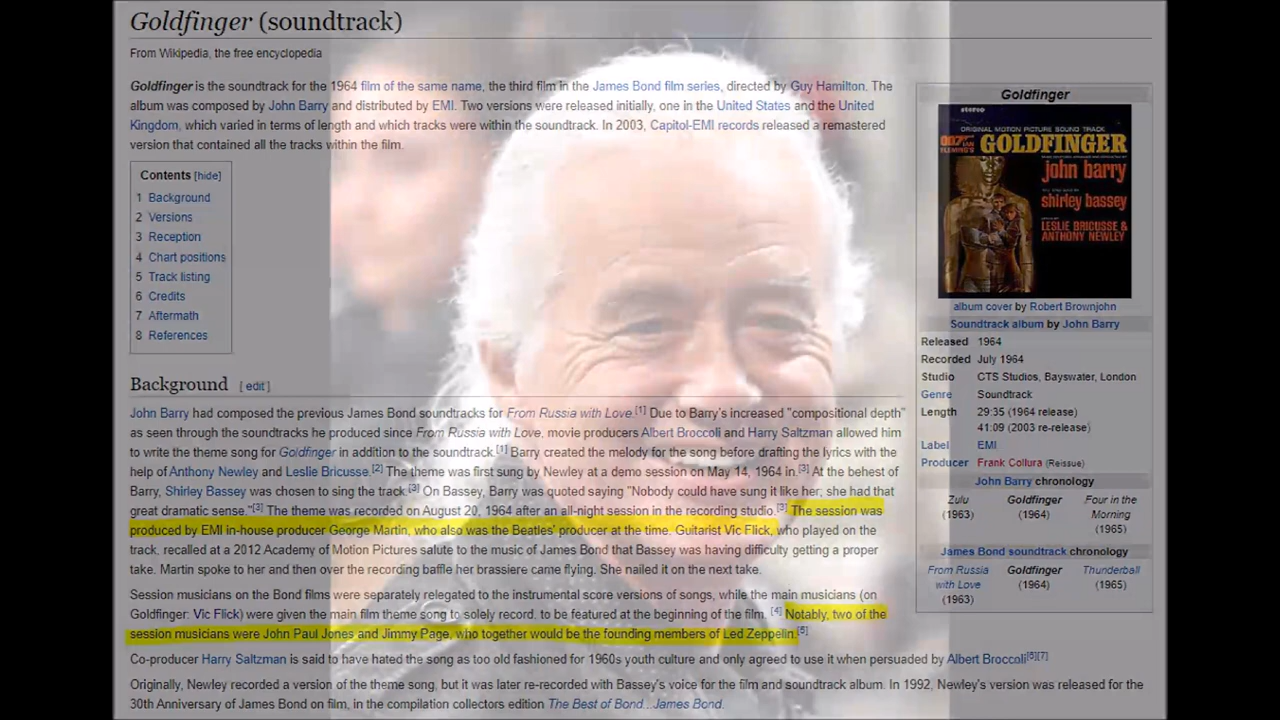 Goldfinger (soundtrack)
From Wikipedia, the free encyclopedia
Goldfinger is the soundtrack for the 1964 film of the same name, the third film in the James Bond film series, directed by Guy Hamilton. The
album was composed by John Barry and distributed by EMI. Two versions were released initially, one in the United States and the United
Kingdom, which varied in terms of length and which tracks were within the soundtrack. In 2003, Capitol-EMI records released a remastered
version that contained all the tracks within the film.
Contents [hide]
1 Background
2 Versions
3 Reception
4 Chart positions
5 Track listing
6 Credits
7 Aftermath
8 References
Background [ edit ]
John Barry had composed the previous James Bond soundtracks for From Russia with Love.[1] Due to Barry's increased "compositional depth"
as seen through the soundtracks he produced since From Russia with Love, movie producers Albert Broccoli and Harry Saltzman allowed him
to write the theme song for Goldfinger in addition to the soundtrack.[1] Barry created the melody for the song before drafting the lyrics with the
help of Anthony Newley and Leslie Bricusse.[2] The theme was first sung by Newley at a demo session on May 14, 1964 in.[3] At the behest of
Barry, Shirley Bassey was chosen to sing the track.[3] On Bassey, Barry was quoted saying "Nobody could have sung it like her; she had that
great dramatic sense."[3] The theme was recorded on August 20, 1964 after an all-night session in the recording studio.[3] The session was
produced by EMI in-house producer George Martin, who also was the Beatles' producer at the time. Guitarist Vic Flick, who played on the
track, recalled at a 2012 Academy of Motion Pictures salute to the music of James Bond that Bassey was having difficulty getting a proper
take. Martin spoke to her and then over the recording baffle her brassiere came flying. She nailed it on the next take.
Session musicians on the Bond films were separately relegated to the instrumental score versions of songs, while the main musicians (on
Goldfinger: Vic Flick) were given the main film theme song to solely record, to be featured at the beginning of the film. [4] Notably, two of the
session musicians were John Paul Jones and Jimmy Page, who together would be the founding members of Led Zeppelin.[5]
Co-producer Harry Saltzman is said to have hated the song as too old fashioned for 1960s youth culture and only agreed to use it when persuaded by Albert Broccoli[6][7]
Originally, Newley recorded a version of the theme song, but it was later re-recorded with Bassey's voice for the film and soundtrack album. In 1992, Newley's version was released for the
30th Anniversary of James Bond on film, in the compilation collectors edition The Best of Bond...James Bond.
Goldfinger
stereo
ORIGINAL MOTION PICTURE SOUND TRACK
007 IAN FLEMING'S GOLDFINGER
john barry
shirley bassey
LESLIE BRICUSSE
& ANTHONY NEWLEY
album cover by Robert Brownjohn
Soundtrack album by John Barry
Released 1964
Recorded July 1964
Studio CTS Studios, Bayswater, London
Genre Soundtrack
Length 29:35 (1964 release)
41:09 (2003 re-release)
Label EMI
Producer Frank Collura (Reissue)
John Barry chronology
Zulu Goldfinger Four in the
(1963) (1964) Morning
(1965)
James Bond soundtrack chronology
From Russia Goldfinger Thunderball
with Love (1964) (1965)
(1963)